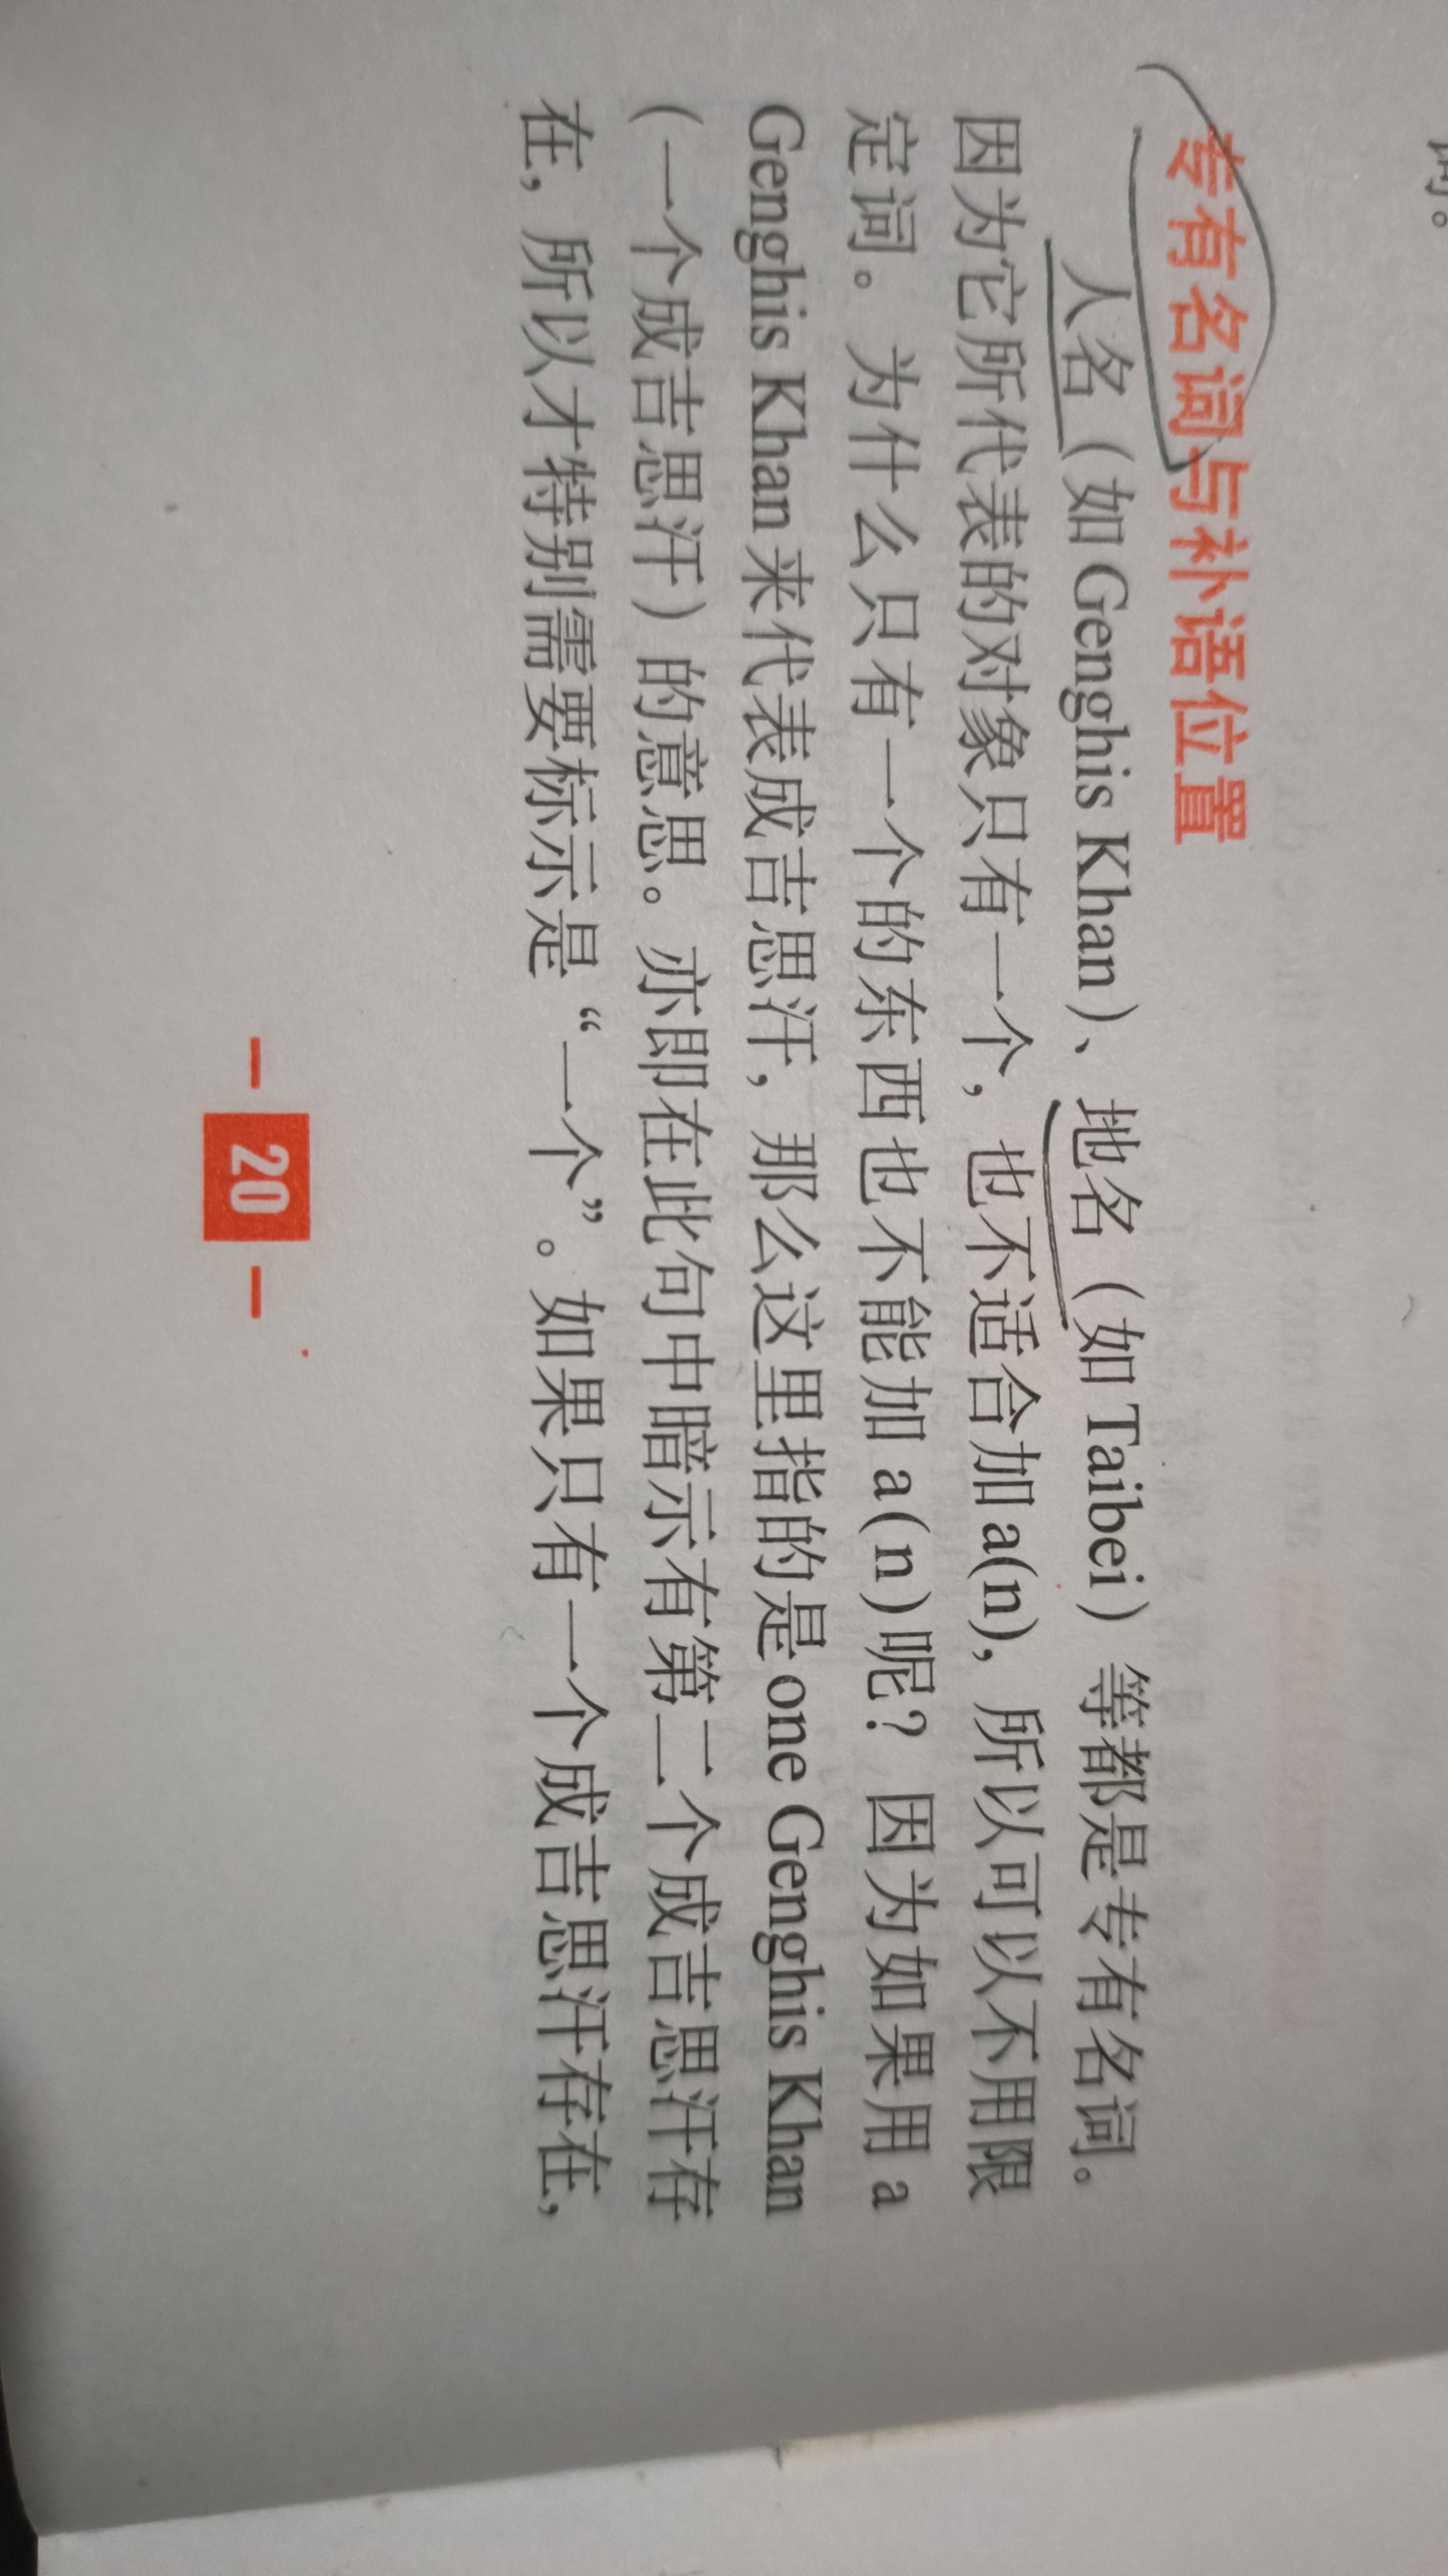 词。
专有名词与补语位置
人名（如 Genghis Khan）、地名（如 Taibei）等都是专有名词。
因为它所代表的对象只有一个，也不适合加 a(n)，所以可以不用限
定词。为什么只有一个的东西也不能加 a(n)呢？因为如果用 a
Genghis Khan 来代表成吉思汗，那么这里指的是 one Genghis Khan
（一个成吉思汗）的意思。亦即在此句中暗示有第二个成吉思汗存
在，所以才特别需要标示是“一个”。如果只有一个成吉思汗存在，
20